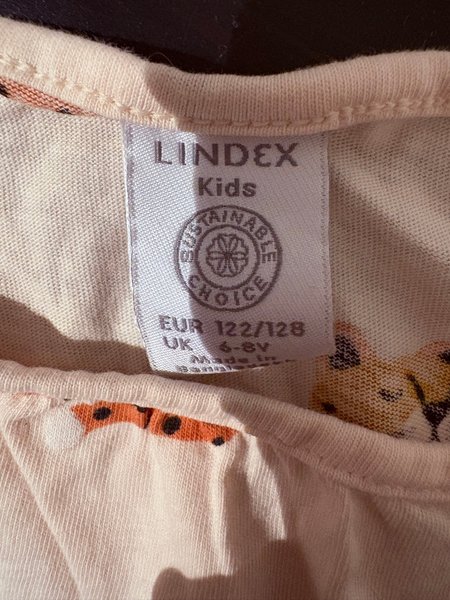 LINDEX
Kids
SUSTAINABLE
CHOICE
EUR 122/128
UK 6-8Y
Made in